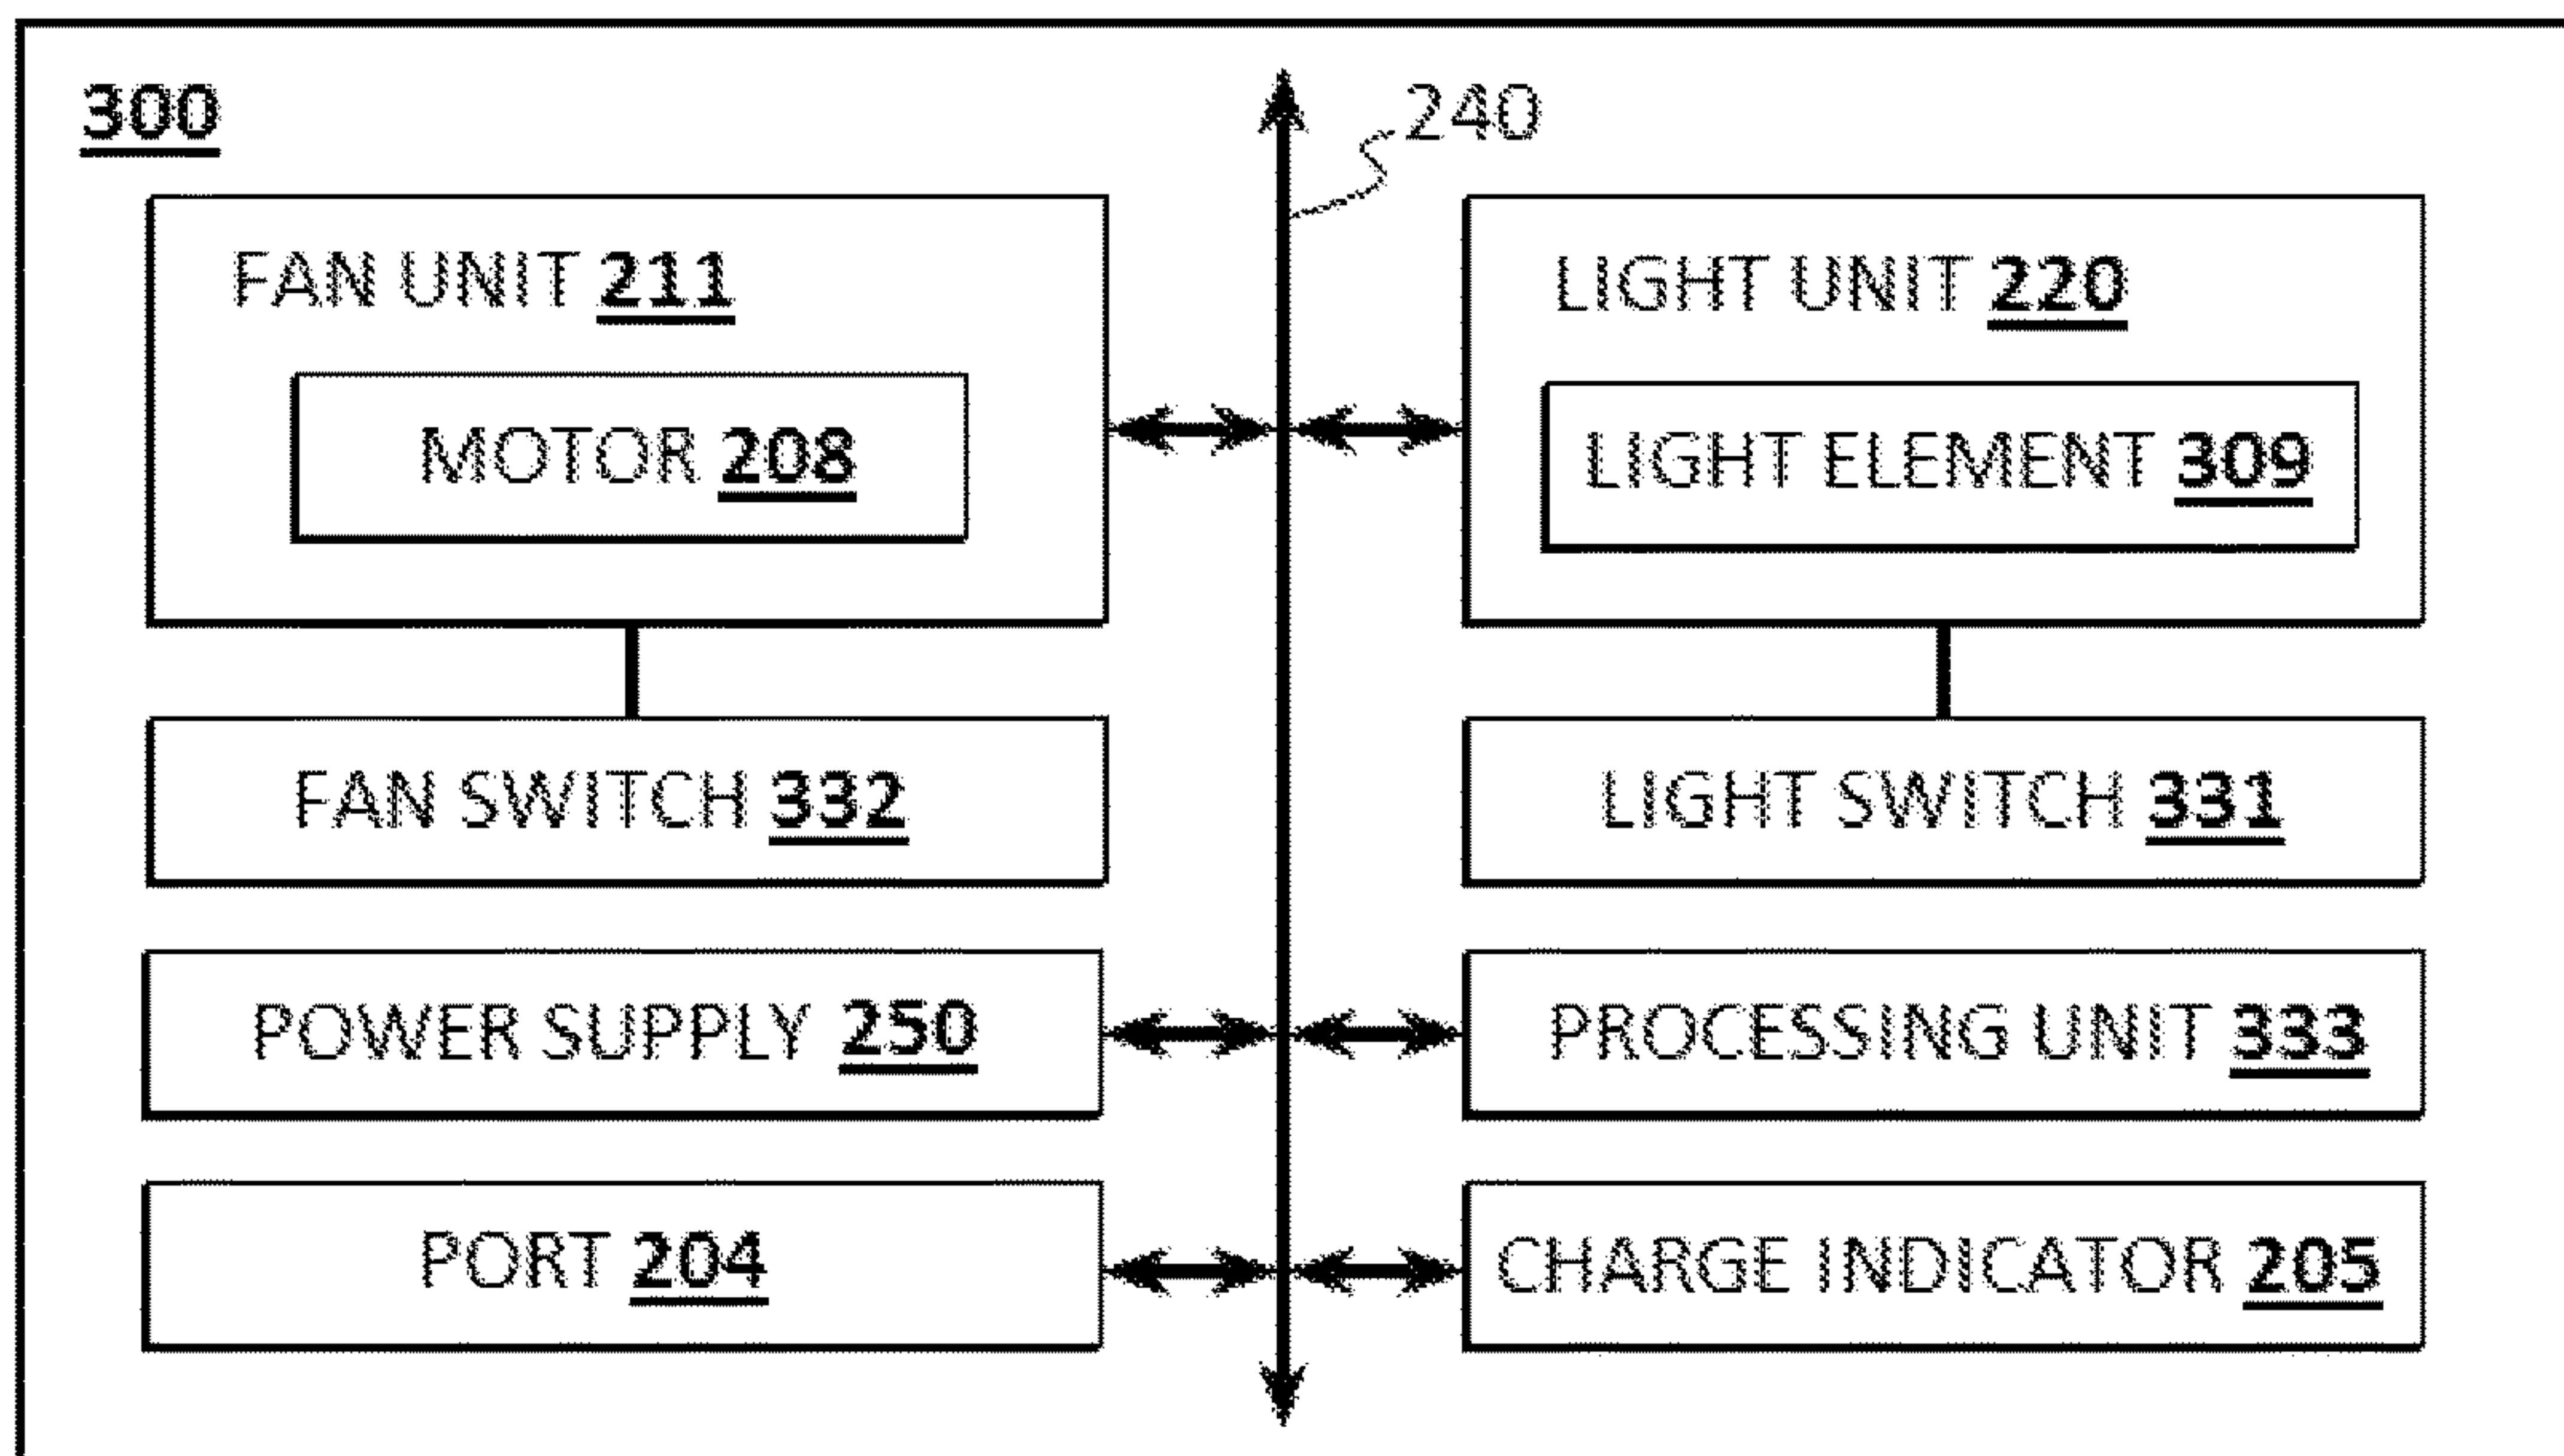 300
240
FAN UNIT 211
MOTOR 208
LIGHT UNIT 220
LIGHT ELEMENT 309
FAN SWITCH 332
LIGHT SWITCH 331
POWER SUPPLY 250
PROCESSING UNIT 333
PORT 204
CHARGE INDICATOR 205